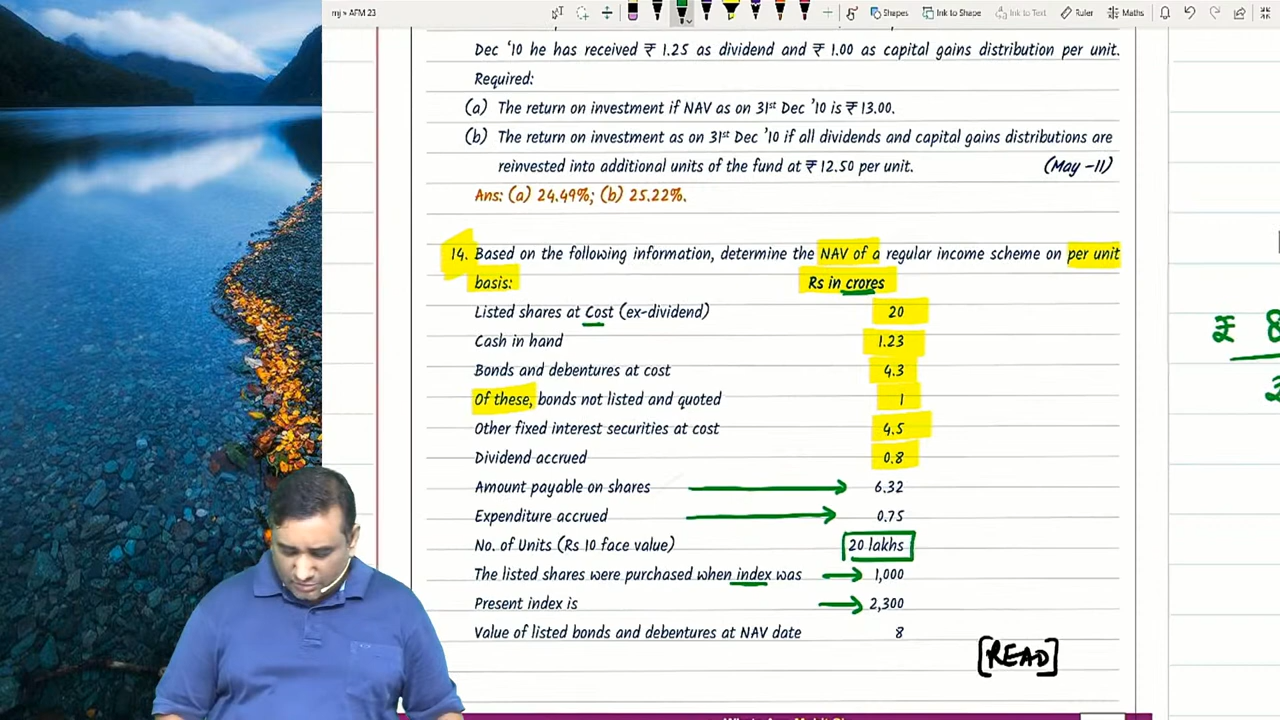 mj » AFM 23
Shapes Ink to Shape Ink to Text Ruler Maths
Dec ‘10 he has received ₹ 1.25 as dividend and ₹ 1.00 as capital gains distribution per unit.
Required:
(a) The return on investment if NAV as on 31st Dec ’10 is ₹ 13.00.
(b) The return on investment as on 31st Dec ’10 if all dividends and capital gains distributions are
reinvested into additional units of the fund at ₹ 12.50 per unit. (May -11)
Ans: (a) 24.49%; (b) 25.22%.
14. Based on the following information, determine the NAV of a regular income scheme on per unit
basis: Rs in crores
Listed shares at Cost (ex-dividend) 20
Cash in hand 1.23
Bonds and debentures at cost 4.3
Of these, bonds not listed and quoted 1
Other fixed interest securities at cost 4.5
Dividend accrued 0.8
Amount payable on shares 6.32
Expenditure accrued 0.75
No. of Units (Rs 10 face value) 20 lakhs
The listed shares were purchased when index was 1,000
Present index is 2,300
Value of listed bonds and debentures at NAV date 8
[READ]
₹ 8